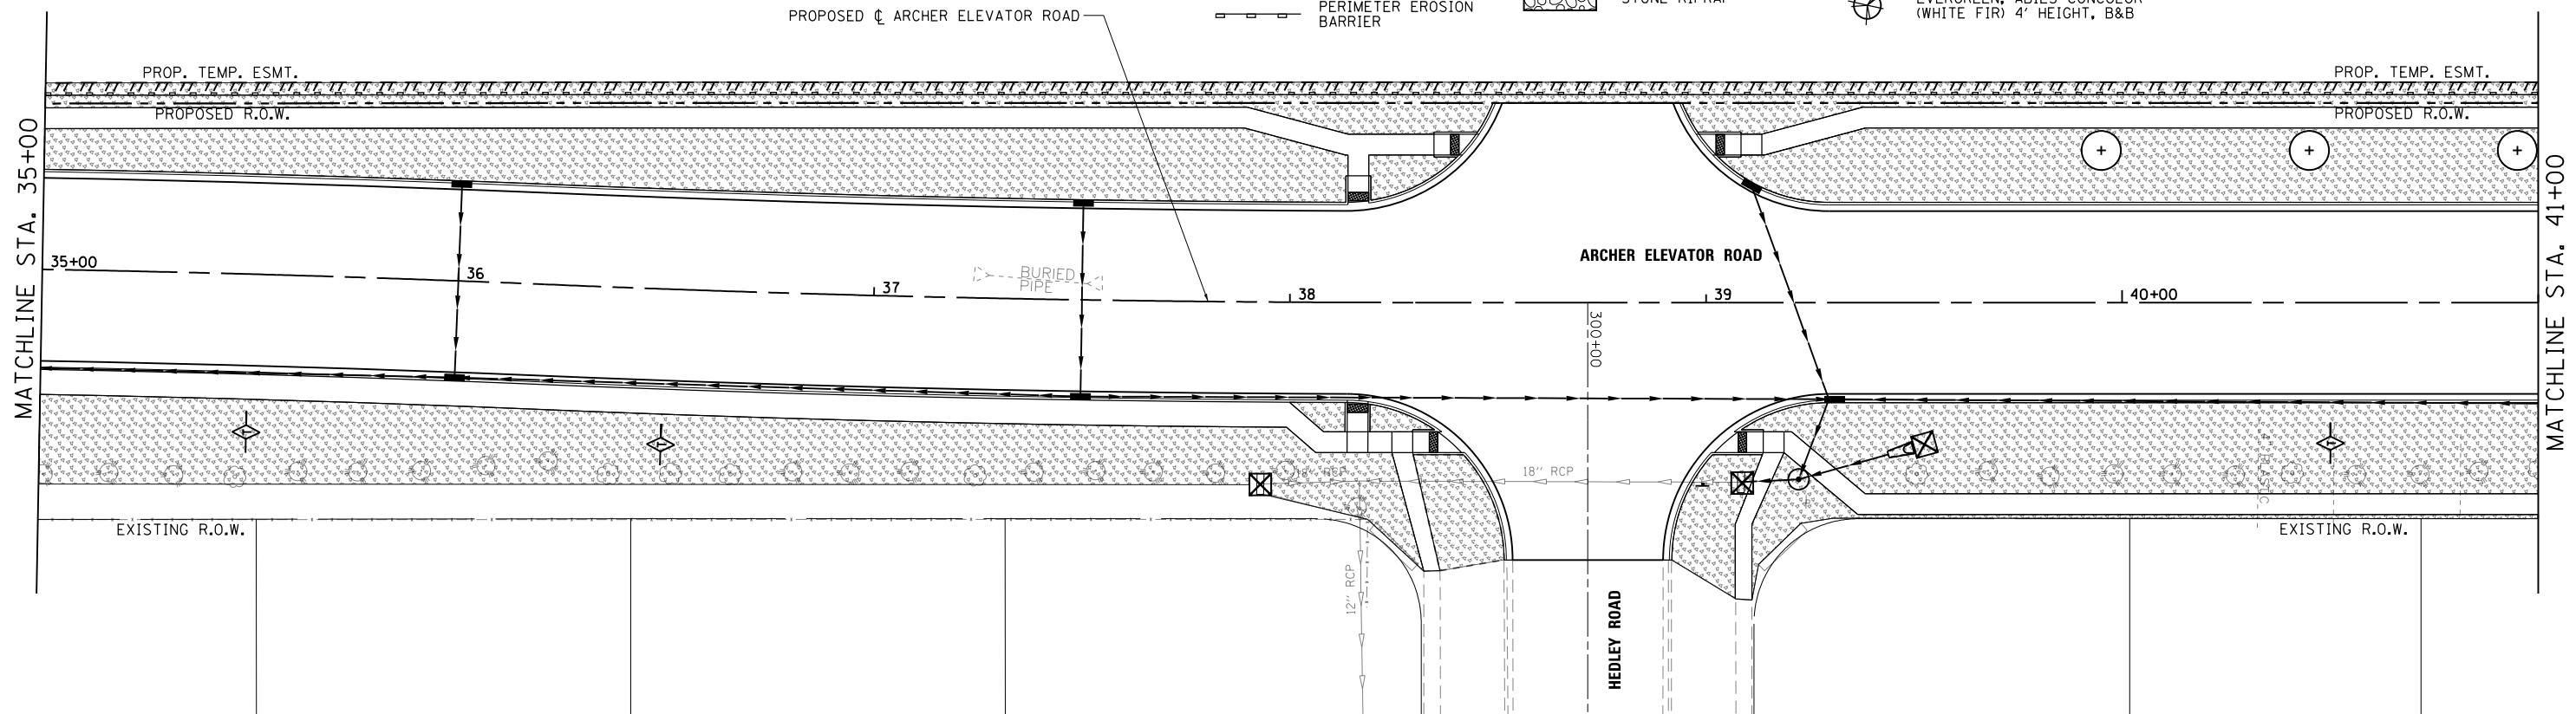 PROPOSED ℄ ARCHER ELEVATOR ROAD
PERIMETER EROSION
BARRIER
STONE RIPRAP
EVERGREEN, ABIES CONCOLOR
(WHITE FIR) 4' HEIGHT, B&B
PROP. TEMP. ESMT.
PROP. TEMP. ESMT.
PROPOSED R.O.W.
PROPOSED R.O.W.
MATCHLINE STA. 35+00
MATCHLINE STA. 41+00
ARCHER ELEVATOR ROAD
35+00
36
37
BURIED
PIPE
38
39
40+00
300+00
18" RCP
18" RCP
12" RCP
EXISTING R.O.W.
EXISTING R.O.W.
HEDLEY ROAD